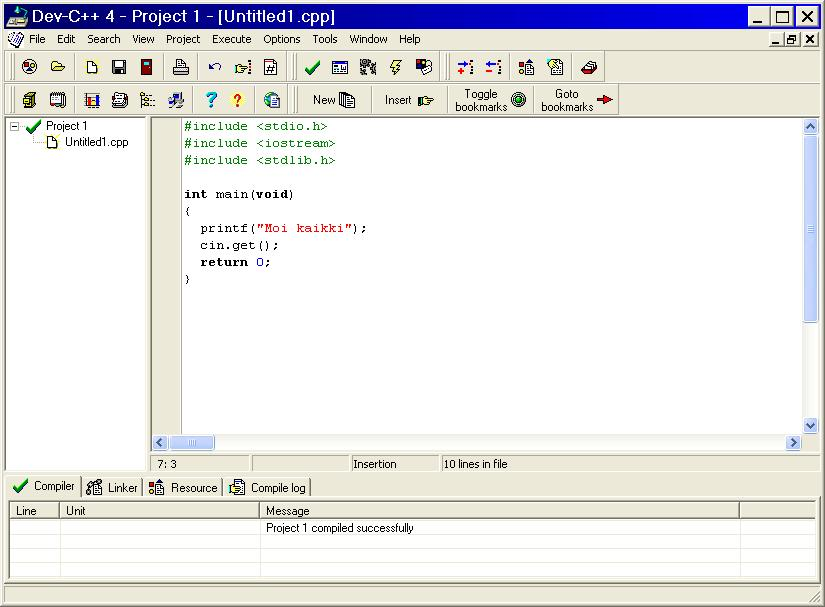 Dev-C++ 4 - Project 1 - [Untitled1.cpp]
File Edit Search View Project Execute Options Tools Window Help
New Insert Toggle bookmarks Goto bookmarks
Project 1
Untitled1.cpp
#include <stdio.h>
#include <iostream>
#include <stdlib.h>
int main(void)
{
printf("Moi kaikki");
cin.get();
return 0;
}
7: 3 Insertion 10 lines in file
Compiler Linker Resource Compile log
Line Unit Message
Project 1 compiled successfully